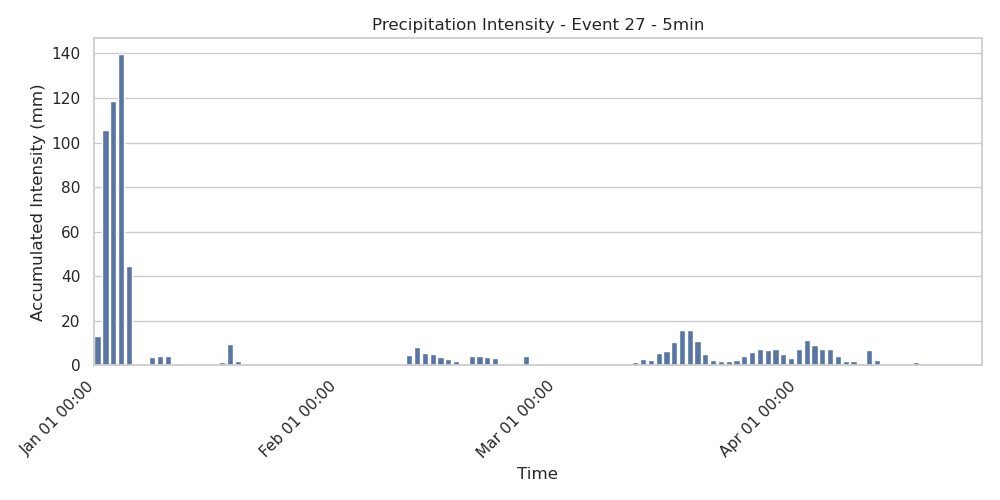 Precipitation Intensity - Event 27 - 5min
Accumulated Intensity (mm)
140
120
100
80
60
40
20
0
Jan 01 00:00
Feb 01 00:00
Mar 01 00:00
Apr 01 00:00
Time